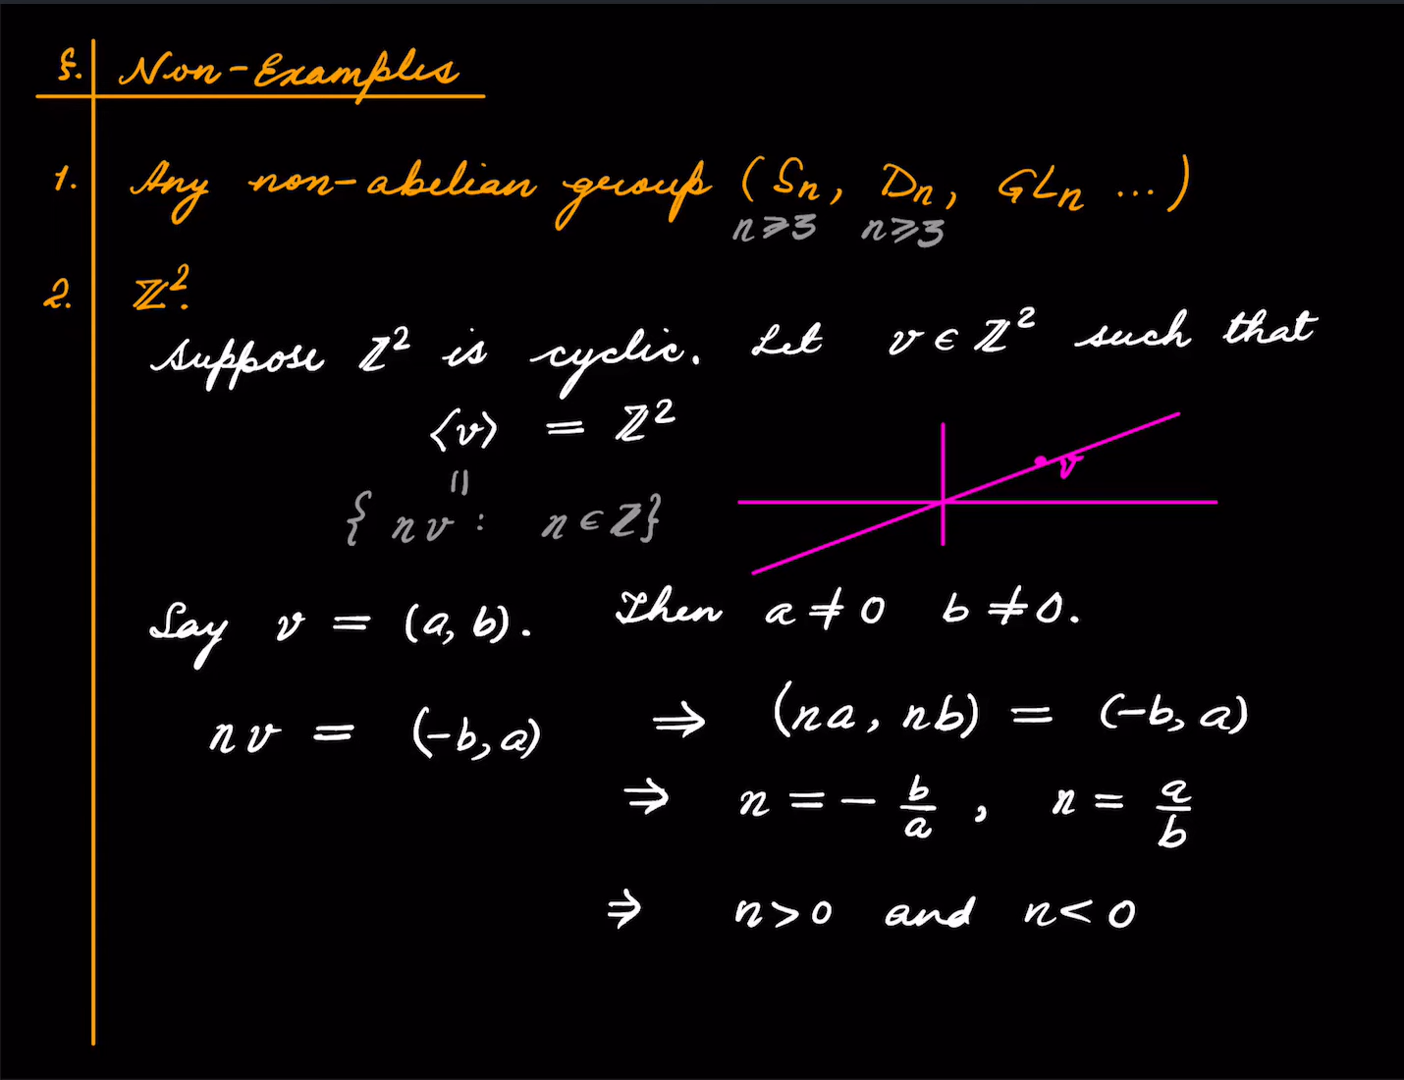 §. Non-Examples
1. Any non-abelian group (Sn, Dn, GLn ...)
n⩾3 n⩾3
2. ℤ².
Suppose ℤ² is cyclic. Let v ∈ ℤ² such that
⟨v⟩ = ℤ²
v
=
{ nv : n ∈ ℤ}
Say v = (a, b). Then a ≠ 0 b ≠ 0.
nv = (-b, a) ⇒ (na, nb) = (-b, a)
⇒ n = - b/a , n = a/b
⇒ n > 0 and n < 0